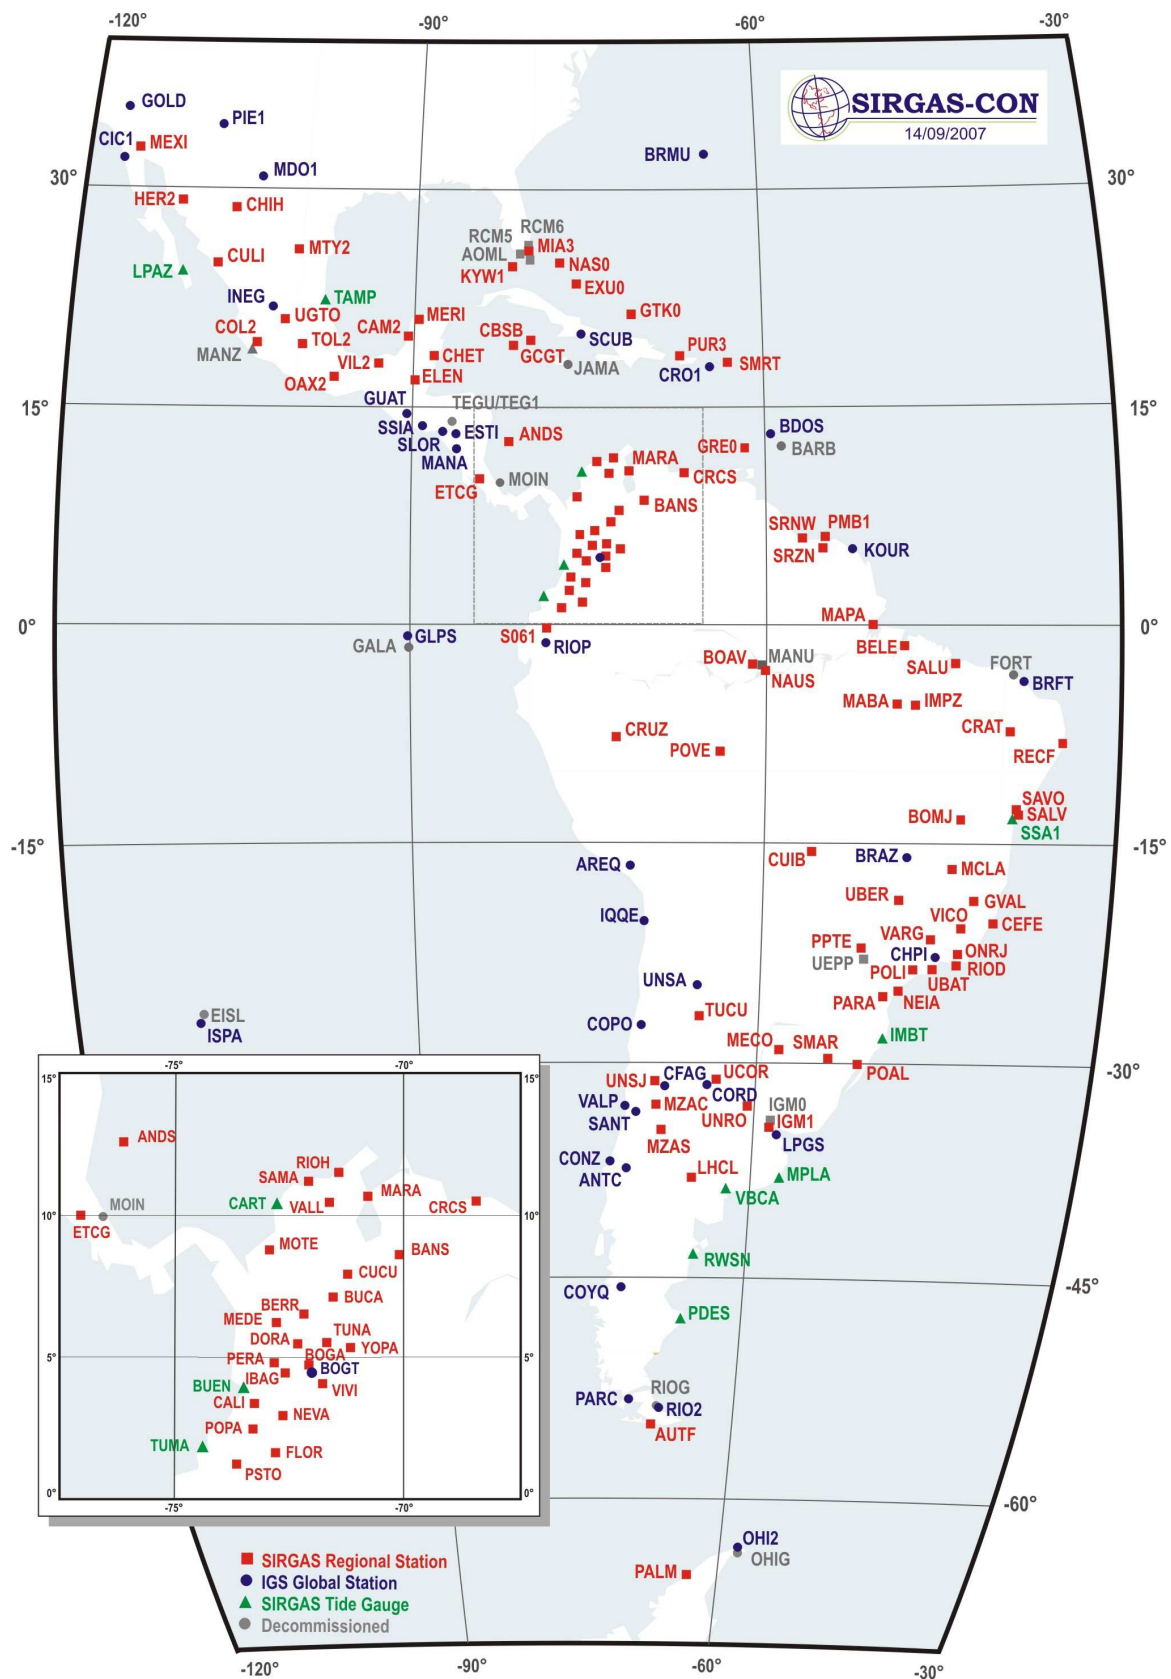 -120°
-90°
-60°
-30°
SIRGAS-CON
14/09/2007
GOLD
PIE1
CIC1
MEXI
MDO1
BRMU
30°
30°
HER2
CHIH
RCM6
RCM5
MIA3
AOML
NAS0
KYW1
CULI
MTY2
LPAZ
EXU0
INEG
TAMP
GTK0
UGTO
MERI
COL2
CAM2
CBSB
SCUB
TOL2
MANZ
GCGT
PUR3
VIL2
CHET
JAMA
SMRT
CRO1
OAX2
ELEN
GUAT
TEGU/TEG1
15°
15°
SSIA
ESTI
ANDS
BDOS
SLOR
GRE0
BARB
MANA
MARA
MOIN
CRCS
ETCG
BANS
SRNW
PMB1
SRZN
KOUR
MAPA
0°
0°
GLPS
S061
GALA
RIOP
BELE
BOAV
MANU
SALU
FORT
NAUS
BRFT
MABA
IMPZ
CRUZ
CRAT
POVE
RECF
SAVO
BOMJ
SALV
SSA1
-15°
-15°
AREQ
CUIB
BRAZ
MCLA
UBER
GVAL
IQQE
VICO
CEFE
VARG
PPTE
CHPI
ONRJ
UEPP
POLI
RIOD
UNSA
UBAT
PARA
NEIA
EISL
TUCU
ISPA
COPO
IMBT
MECO
SMAR
POAL
-30°
CFAG
UCOR
UNSJ
CORD
VALP
MZAC
IGM0
SANT
UNRO
IGM1
MZAS
LPGS
CONZ
LHCL
MPLA
ANTC
VBCA
RWSN
COYQ
-45°
PDES
RIOG
PARC
RIO2
AUTF
-60°
OHI2
OHIG
PALM
-75°
-70°
15°
15°
ANDS
RIOH
SAMA
MARA
CART
VALL
CRCS
MOIN
10°
10°
ETCG
MOTE
BANS
CUCU
BUCA
BERR
MEDE
TUNA
DORA
YOPA
BOGA
5°
5°
PERA
BOGT
IBAG
BUEN
VIVI
CALI
NEVA
POPA
TUMA
FLOR
PSTO
0°
0°
-75°
-70°
SIRGAS Regional Station
IGS Global Station
SIRGAS Tide Gauge
Decommissioned
-120°
-90°
-60°
-30°